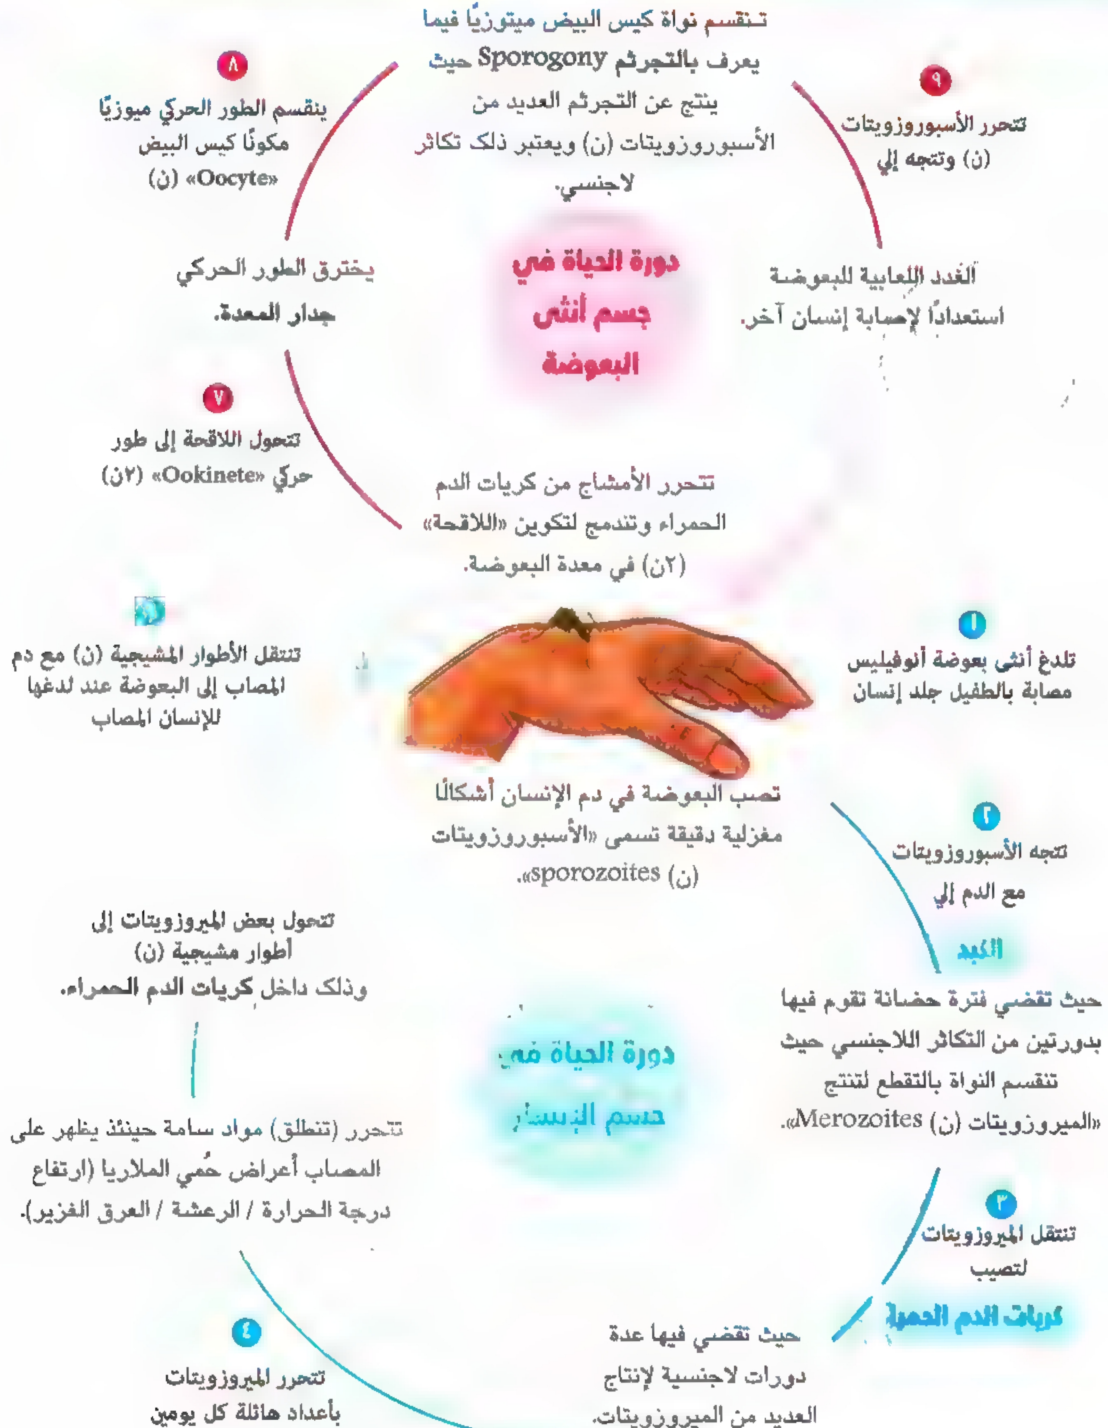 تنقسم نواة كيس البيض ميتوزيًا فيما
يعرف بالتجرثم Sporogony حيث
ينتج عن التجرثم العديد من
الأسبوروزويتات (ن) ويعتبر ذلك تكاثر
لاجنسي.
٩
تتحرر الأسبوروزويتات
(ن) وتتجه إلي
الغدد اللعابية للبعوضة
استعدادًا لإصابة إنسان آخر.
٨
ينقسم الطور الحركي ميوزيًا
مكونًا كيس البيض
«Oocyte» (ن)
يخترق الطور الحركي
جدار المعدة.
دورة الحياة في
جسم أنثى
البعوضة
٧
تتحول اللاقحة إلى طور
حركي «Ookinete» (٢ن)
تتحرر الأمشاج من كريات الدم
الحمراء وتندمج لتكوين «اللاقحة»
(٢ن) في معدة البعوضة.
تنتقل الأطوار المشيجية (ن) مع دم
المصاب إلى البعوضة عند لدغها
للإنسان المصاب
١
تلدغ أنثى بعوضة أنوفيليس
مصابة بالطفيل جلد إنسان
تصب البعوضة في دم الإنسان أشكالًا
مغزلية دقيقة تسمى «الأسبوروزويتات
(ن) sporozoites».
٢
تتجه الأسبوروزويتات
مع الدم إلي
الكبد
حيث تقضي فترة حضانة تقوم فيها
بدورتين من التكاثر اللاجنسي حيث
تنقسم النواة بالتقطع لتنتج
«الميروزويتات (ن) Merozoites».
تتحول بعض الميروزويتات إلى
أطوار مشيجية (ن)
وذلك داخل كريات الدم الحمراء.
دورة الحياة في
جسم الإنسان
تتحرر (تنطلق) مواد سامة حينئذ يظهر على
المصاب أعراض حُمي الملاريا (ارتفاع
درجة الحرارة / الرعشة / العرق الغزير).
٣
تنتقل الميروزويتات
لتصيب
كريات الدم الحمراء
٤
تتحرر الميروزويتات
بأعداد هائلة كل يومين
حيث تقضي فيها عدة
دورات لاجنسية لإنتاج
العديد من الميروزويتات.